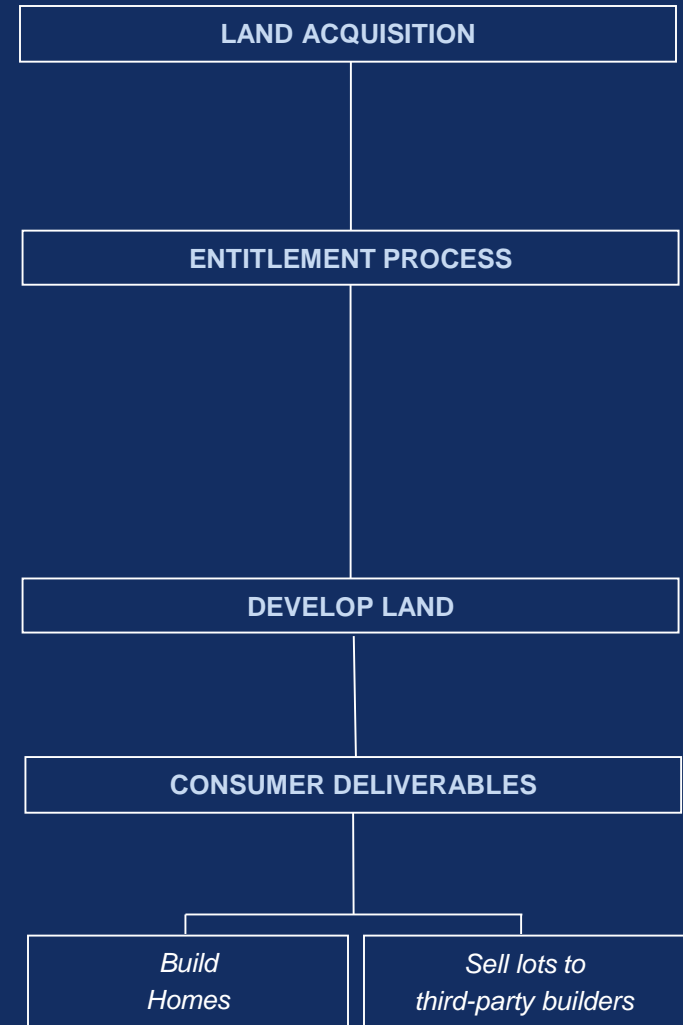 LAND ACQUISITION
ENTITLEMENT PROCESS
DEVELOP LAND
CONSUMER DELIVERABLES
Build
Homes
Sell lots to
third-party builders